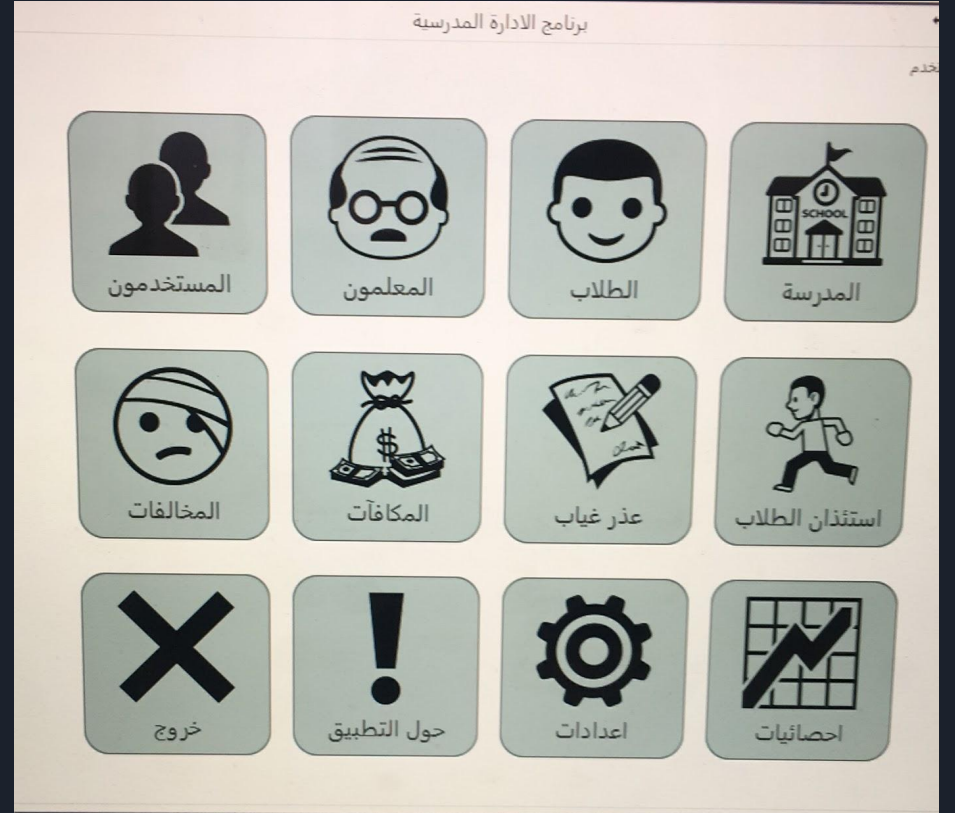 برنامج الادارة المدرسية
SCHOOL
المدرسة
الطلاب
المعلمون
المستخدمون
استئذان الطلاب
عذر غياب
المكافآت
المخالفات
احصائيات
اعدادات
حول التطبيق
خروج